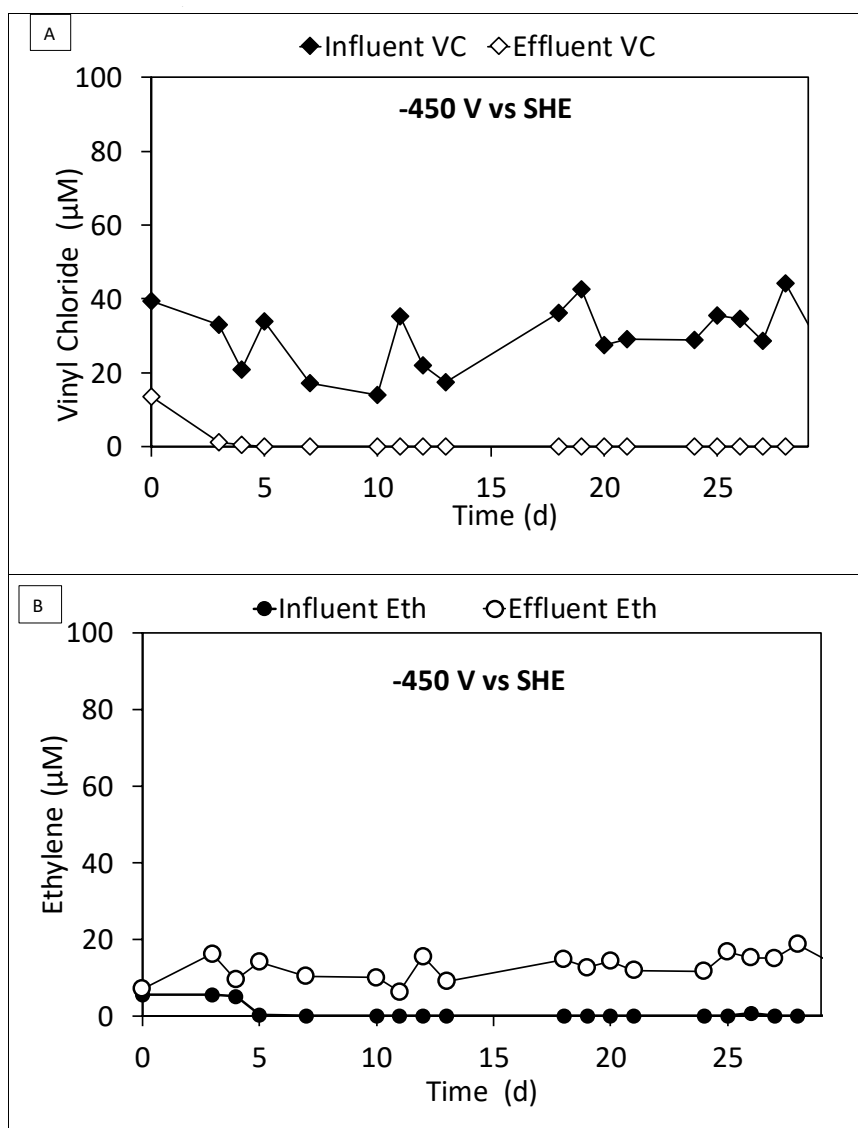 A
Influent VC Effluent VC
-450 V vs SHE
Vinyl Chloride (µM)
100
80
60
40
20
0
0 5 10 15 20 25
Time (d)
B
Influent Eth Effluent Eth
-450 V vs SHE
Ethylene (µM)
100
80
60
40
20
0
0 5 10 15 20 25
Time (d)